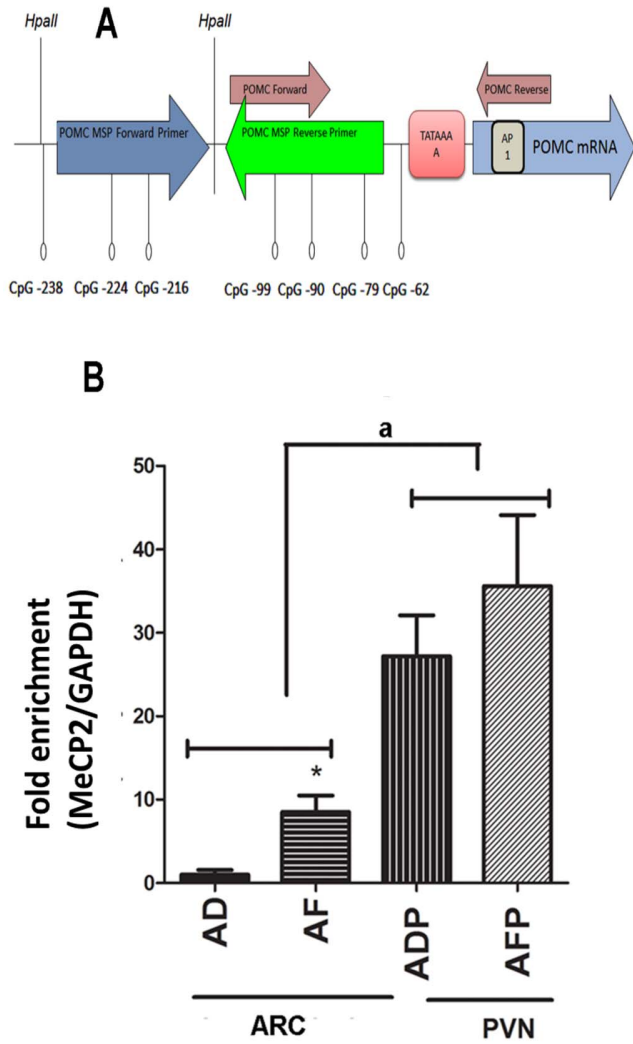 A
HpaII
HpaII
POMC Forward
POMC Reverse
POMC MSP Forward Primer
POMC MSP Reverse Primer
TATAAA
A
AP
1
POMC mRNA
CpG -238
CpG -224
CpG -216
CpG -99
CpG -90
CpG -79
CpG -62
B
a
50
40
30
20
10
0
*
Fold enrichment
(MeCP2/GAPDH)
AD
AF
ADP
AFP
ARC
PVN